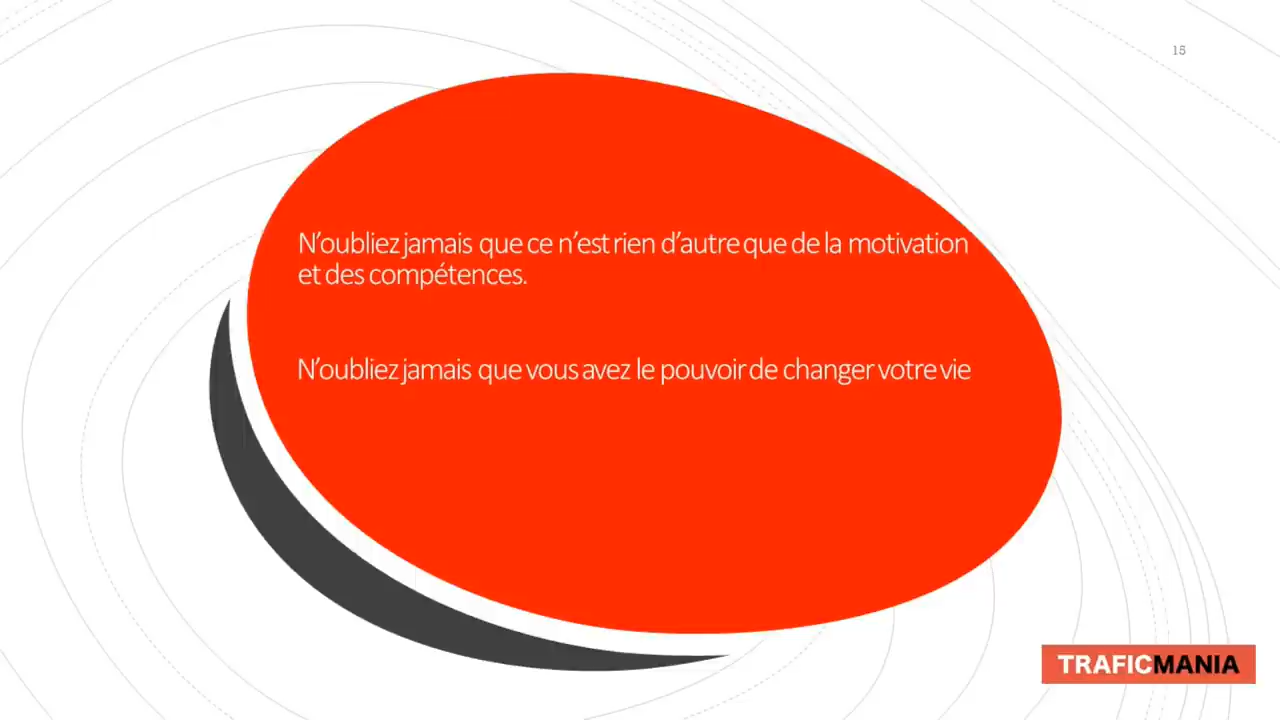 15
N’oubliez jamais que ce n’est rien d’autre que de la motivation
et des compétences.
N’oubliez jamais que vous avez le pouvoir de changer votre vie
TRAFICMANIA